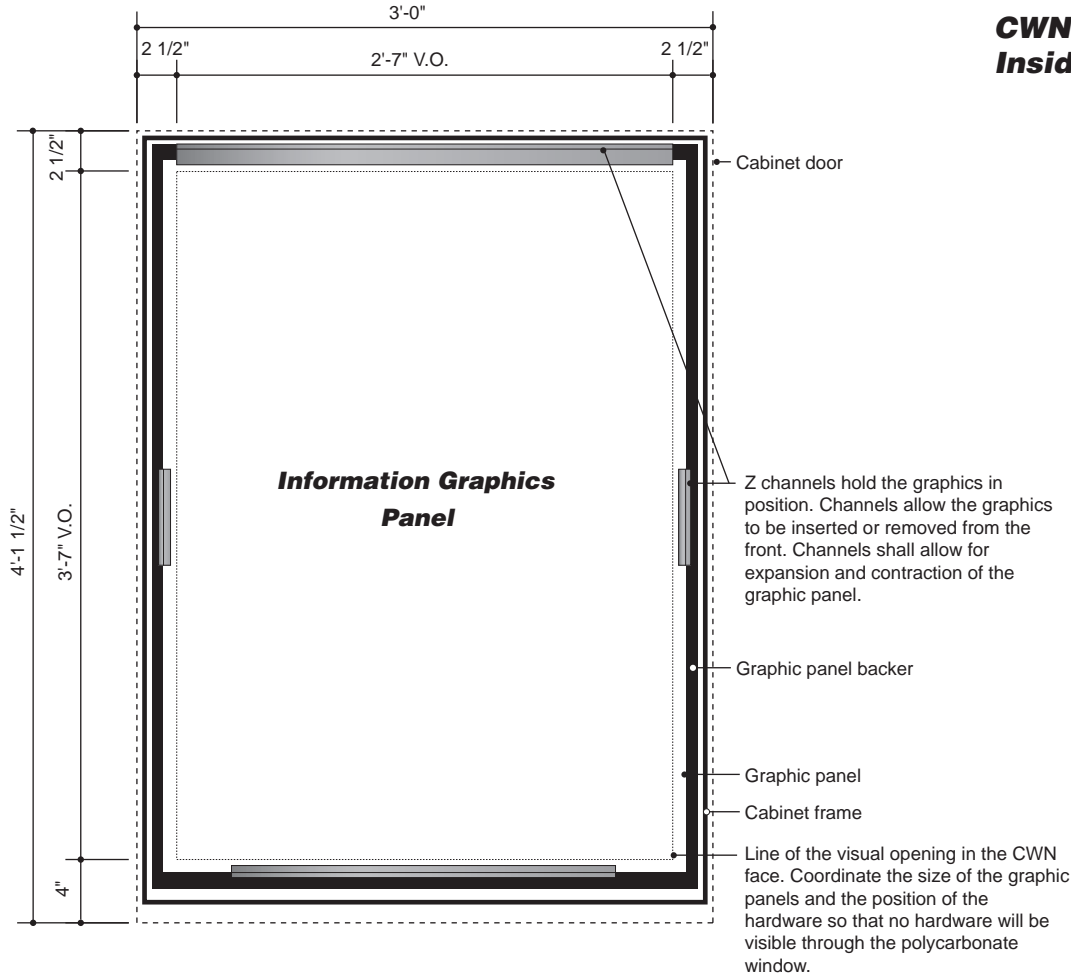 3'-0"
CWN
Insid
2 1/2"
2'-7" V.O.
2 1/2"
2 1/2"
Cabinet door
4'-1 1/2"
3'-7" V.O.
Information Graphics
Panel
Z channels hold the graphics in
position. Channels allow the graphics
to be inserted or removed from the
front. Channels shall allow for
expansion and contraction of the
graphic panel.
Graphic panel backer
Graphic panel
Cabinet frame
4"
Line of the visual opening in the CWN
face. Coordinate the size of the graphic
panels and the position of the
hardware so that no hardware will be
visible through the polycarbonate
window.